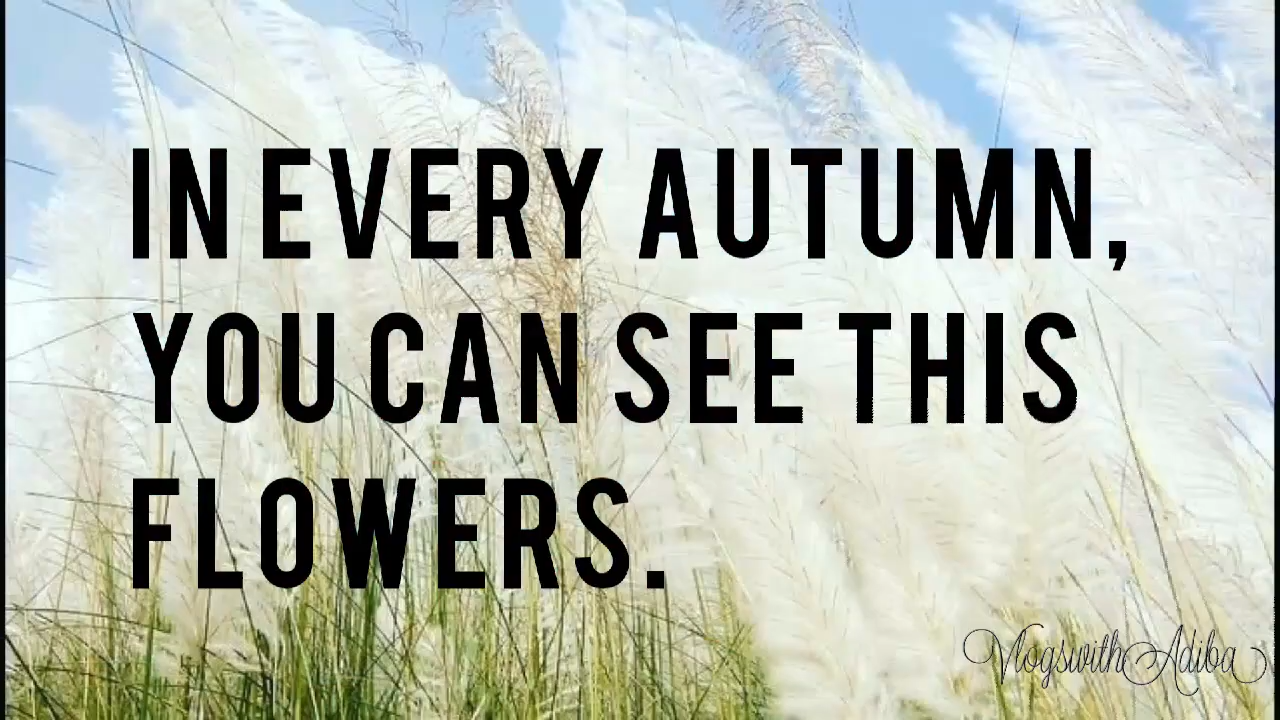 IN EVERY AUTUMN,
YOU CAN SEE THIS
FLOWERS.
VlogswithAdiba